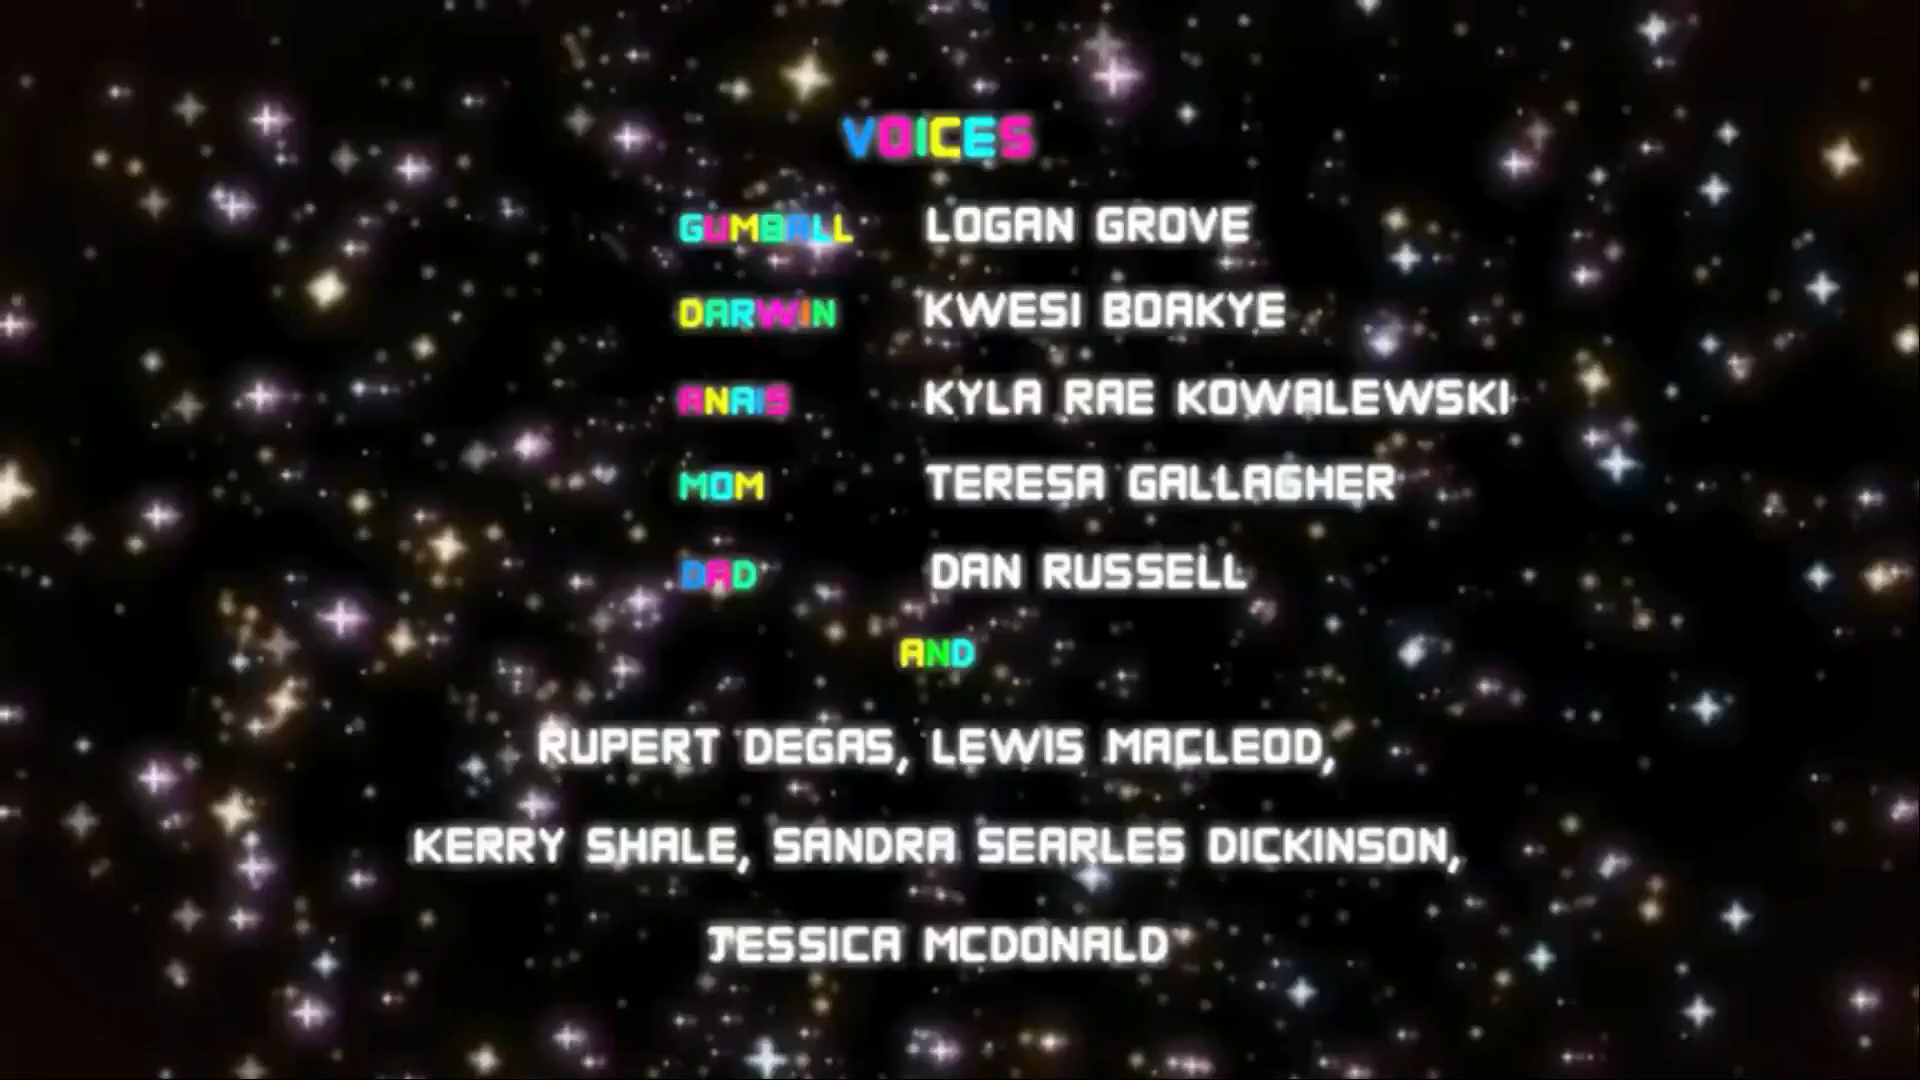 VOICES
GUMBALL LOGAN GROVE
DARWIN KWESI BOAKYE
ANAIS KYLA RAE KOWALEWSKI
MOM TERESA GALLAGHER
DAD DAN RUSSELL
AND
RUPERT DEGAS, LEWIS MACLEOD,
KERRY SHALE, SANDRA SEARLES DICKINSON,
JESSICA MCDONALD